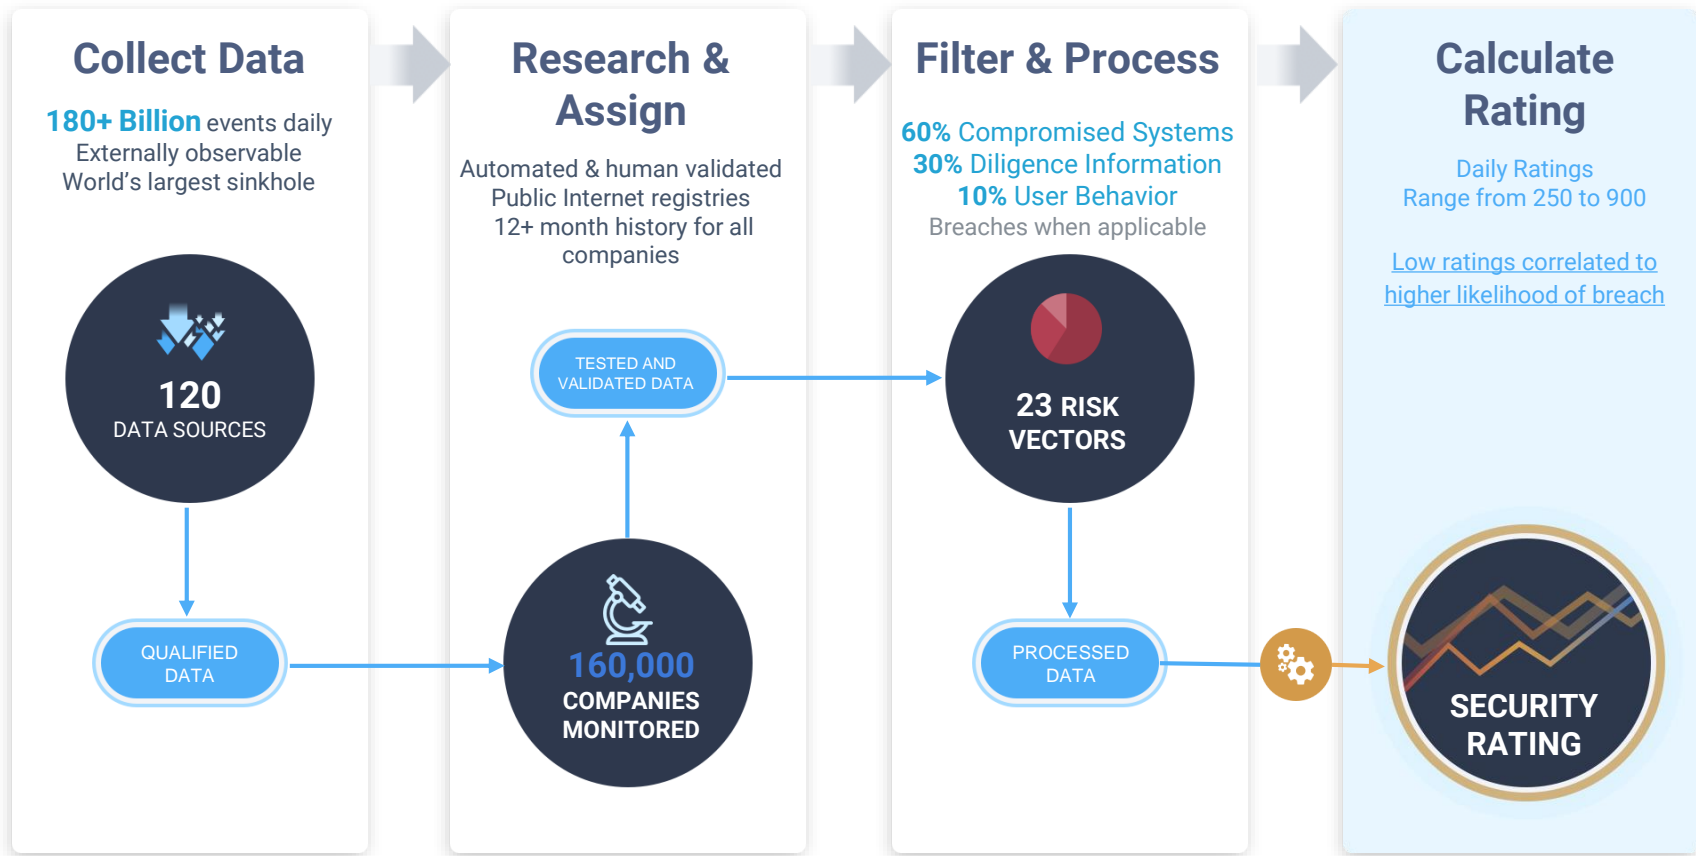 Collect Data
180+ Billion events daily
Externally observable
World’s largest sinkhole
120
DATA SOURCES
QUALIFIED
DATA
Research &
Assign
Automated & human validated
Public Internet registries
12+ month history for all
companies
TESTED AND
VALIDATED DATA
160,000
COMPANIES
MONITORED
Filter & Process
60% Compromised Systems
30% Diligence Information
10% User Behavior
Breaches when applicable
23 RISK
VECTORS
PROCESSED
DATA
Calculate
Rating
Daily Ratings
Range from 250 to 900
Low ratings correlated to
higher likelihood of breach
SECURITY
RATING